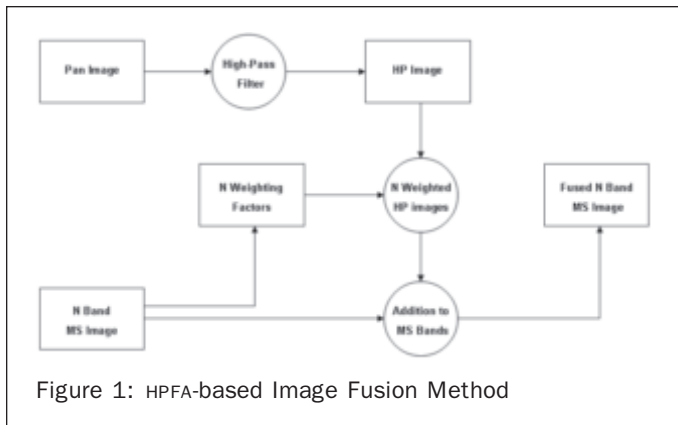 Pan Image
High-Pass
Filter
HP Image
N Weighting
Factors
N Weighted
HP images
Fused N Band
MS Image
N Band
MS Image
Addition to
MS Bands
Figure 1: HPFA-based Image Fusion Method